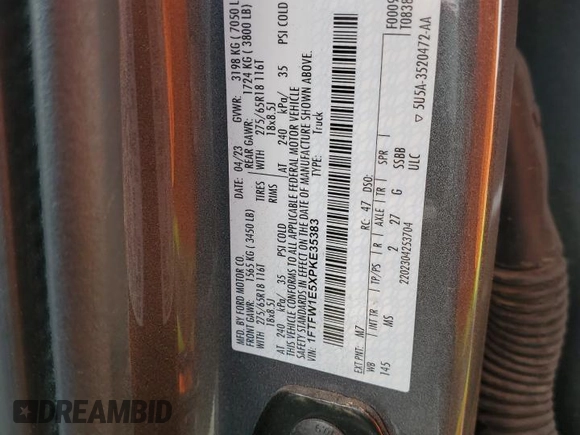 MFD. BY FORD MOTOR CO.
DATE: 04/23 GVWR: 3198 KG ( 7050 LB)
FRONT GAWR: 1565 KG ( 3450 LB) REAR GAWR: 1724 KG ( 3800 LB)
WITH 275/65R18 116T TIRES WITH 275/65R18 116T
18x8.5J RIMS 18x8.5J
AT 240 kPa/ 35 PSI COLD AT 240 kPa/ 35 PSI COLD
THIS VEHICLE CONFORMS TO ALL APPLICABLE FEDERAL MOTOR VEHICLE
SAFETY STANDARDS IN EFFECT ON THE DATE OF MANUFACTURE SHOWN ABOVE.
VIN: 1FTFW1E5XPKE35383 TYPE: Truck
F0009
T0838
EXT PNT: M7 RC: 47 DSO:
WB INT TR TP/PS R AXLE TR SPR
145 MS 2 27 G SSBB
ULC
2202304253704
5U5A-3520472-AA
DREAMBID